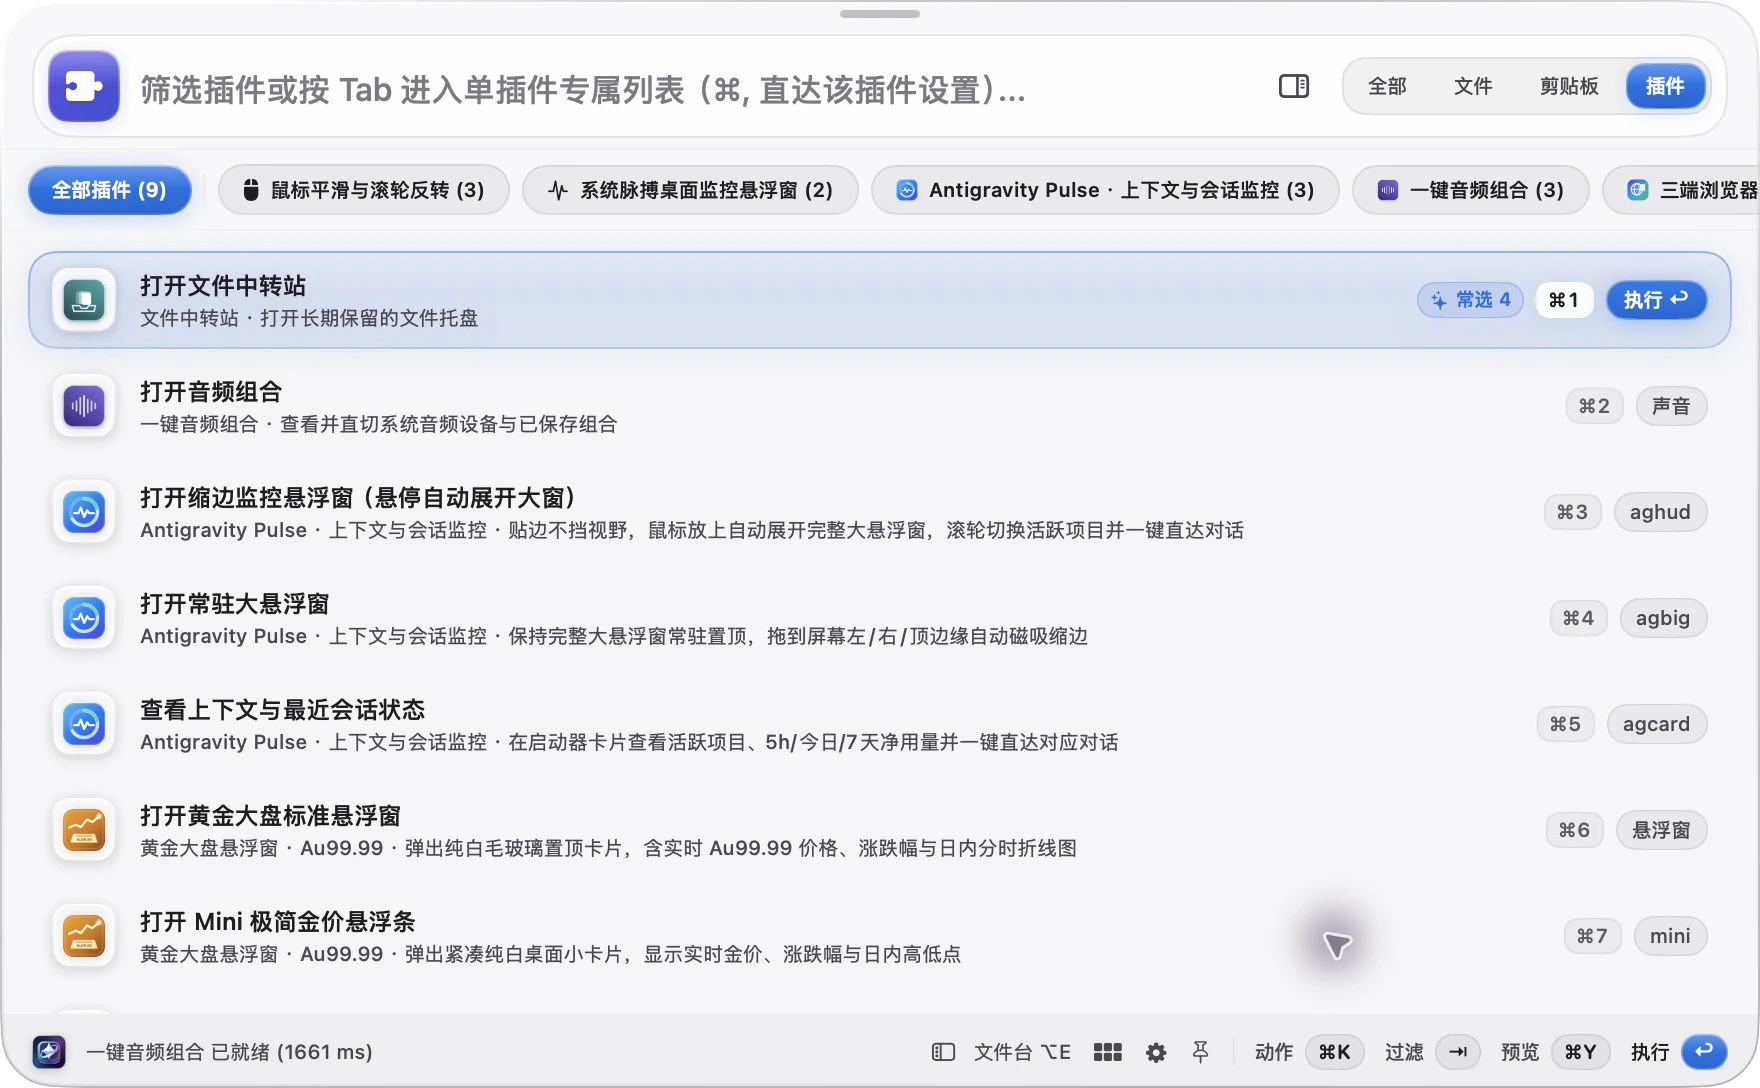 筛选插件或按 Tab 进入单插件专属列表（⌘, 直达该插件设置）...
全部 文件 剪贴板 插件
全部插件 (9) 鼠标平滑与滚轮反转 (3) 系统脉搏桌面监控悬浮窗 (2) Antigravity Pulse · 上下文与会话监控 (3) 一键音频组合 (3) 三端浏览器
打开文件中转站
文件中转站 · 打开长期保留的文件托盘
常选 4 ⌘1 执行 ↩
打开音频组合
一键音频组合 · 查看并直切系统音频设备与已保存组合
⌘2 声音
打开缩边监控悬浮窗（悬停自动展开大窗）
Antigravity Pulse · 上下文与会话监控 · 贴边不挡视野，鼠标放上自动展开完整大悬浮窗，滚轮切换活跃项目并一键直达对话
⌘3 aghud
打开常驻大悬浮窗
Antigravity Pulse · 上下文与会话监控 · 保持完整大悬浮窗常驻置顶，拖到屏幕左/右/顶边缘自动磁吸缩边
⌘4 agbig
查看上下文与最近会话状态
Antigravity Pulse · 上下文与会话监控 · 在启动器卡片查看活跃项目、5h/今日/7天净用量并一键直达对应对话
⌘5 agcard
打开黄金大盘标准悬浮窗
黄金大盘悬浮窗 · Au99.99 · 弹出纯白毛玻璃置顶卡片，含实时 Au99.99 价格、涨跌幅与日内分时折线图
⌘6 悬浮窗
打开 Mini 极简金价悬浮条
黄金大盘悬浮窗 · Au99.99 · 弹出紧凑纯白桌面小卡片，显示实时金价、涨跌幅与日内高低点
⌘7 mini
一键音频组合 已就绪 (1661 ms)
文件台 ⌥E 动作 ⌘K 过滤 ⇥ 预览 ⌘Y 执行 ↩